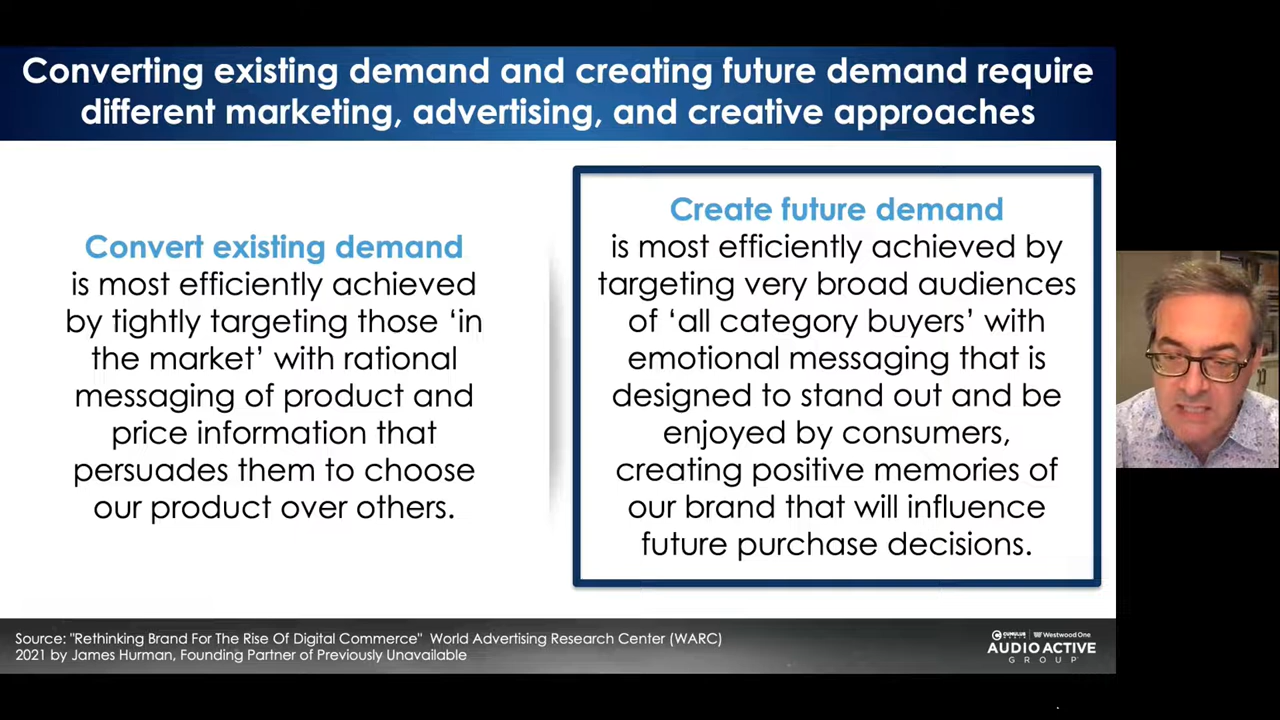 Converting existing demand and creating future demand require
different marketing, advertising, and creative approaches
Convert existing demand
is most efficiently achieved
by tightly targeting those ‘in
the market’ with rational
messaging of product and
price information that
persuades them to choose
our product over others.
Create future demand
is most efficiently achieved by
targeting very broad audiences
of ‘all category buyers’ with
emotional messaging that is
designed to stand out and be
enjoyed by consumers,
creating positive memories of
our brand that will influence
future purchase decisions.
Source: "Rethinking Brand For The Rise Of Digital Commerce" World Advertising Research Center (WARC)
2021 by James Hurman, Founding Partner of Previously Unavailable
CUMULUS MEDIA Westwood One
AUDIO ACTIVE
GROUP